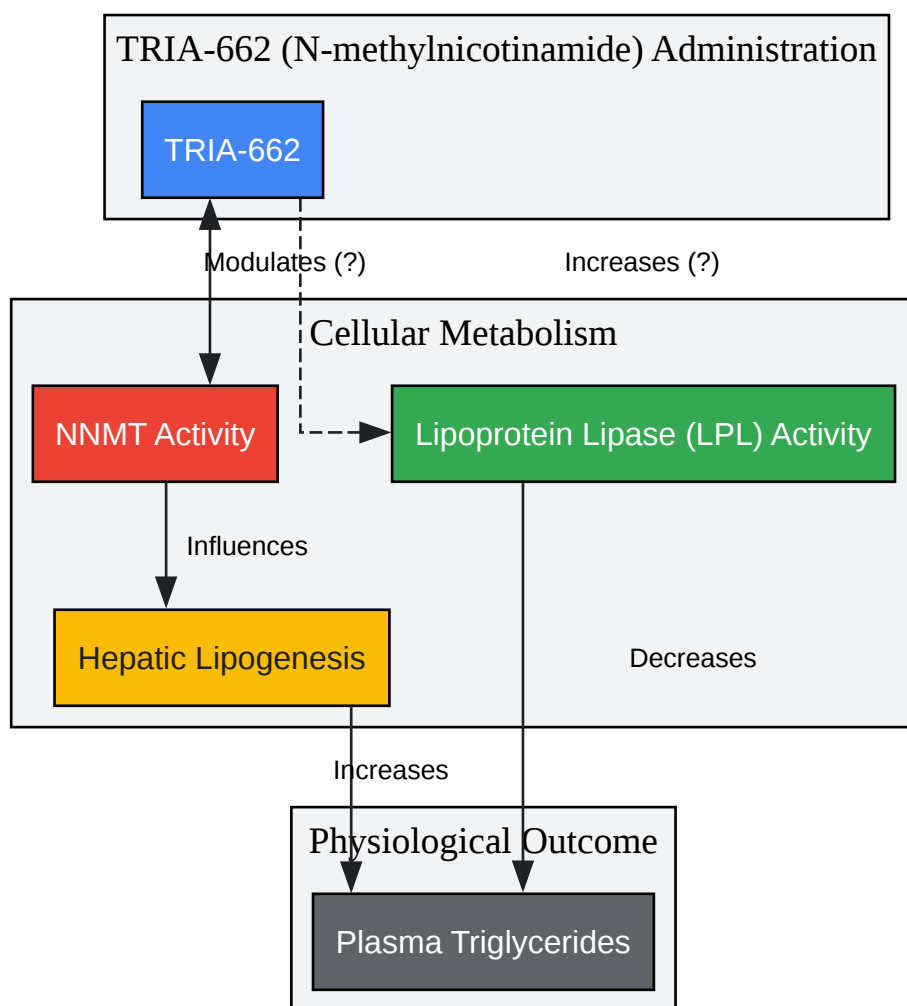 TRIA-662 (N-methylnicotinamide) Administration
TRIA-662
Modulates (?)
Increases (?)
Cellular Metabolism
NNMT Activity
Lipoprotein Lipase (LPL) Activity
Influences
Hepatic Lipogenesis
Decreases
Increases
Physiological Outcome
Plasma Triglycerides